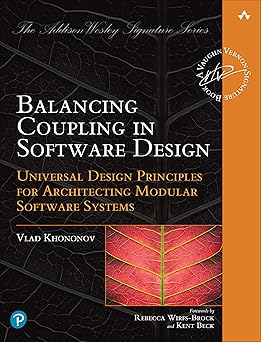 The Addison Wesley Signature Series
A VAUGHN VERNON SIGNATURE BOOK
BALANCING
COUPLING IN
SOFTWARE DESIGN
UNIVERSAL DESIGN PRINCIPLES
FOR ARCHITECTING MODULAR
SOFTWARE SYSTEMS
VLAD KHONONOV
Forewords by
REBECCA WIRFS-BROCK
AND KENT BECK
P